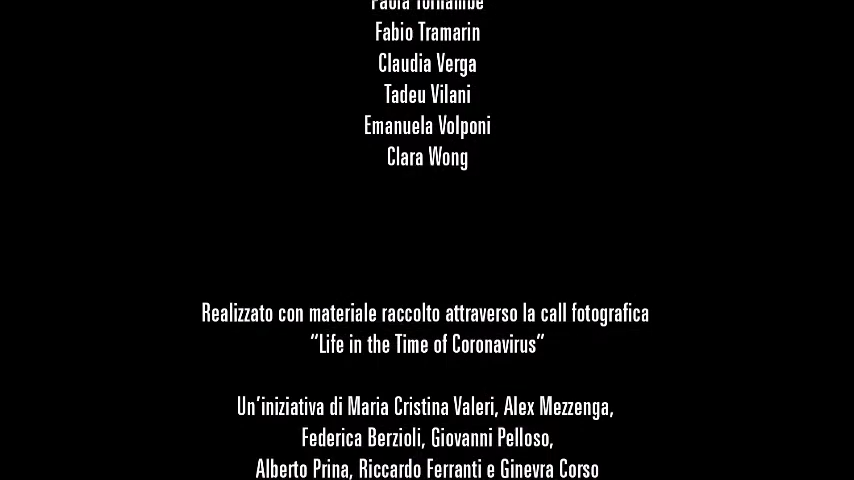 Paola Tornambè
Fabio Tramarin
Claudia Verga
Tadeu Vilani
Emanuela Volponi
Clara Wong
Realizzato con materiale raccolto attraverso la call fotografica
“Life in the Time of Coronavirus”
Un’iniziativa di Maria Cristina Valeri, Alex Mezzenga,
Federica Berzioli, Giovanni Pelloso,
Alberto Prina, Riccardo Ferranti e Ginevra Corso